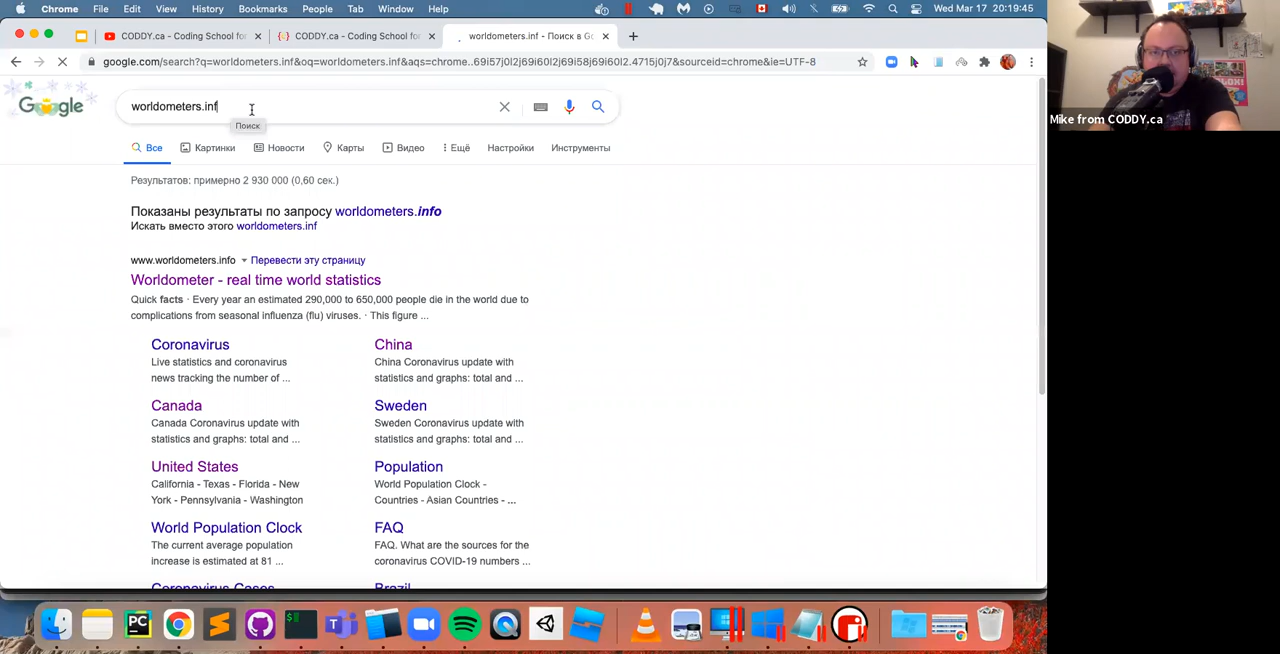 Chrome File Edit View History Bookmarks People Tab Window Help Wed Mar 17 20:19:45
CODDY.ca - Coding School for CODDY.ca - Coding School for worldometers.inf - Поиск в Go
google.com/search?q=worldometers.inf&oq=worldometers.inf&aqs=chrome..69i57j0l2j69i60l2j69i58j69i60l2.4715j0j7&sourceid=chrome&ie=UTF-8
Google
worldometers.inf
Поиск
Все Картинки Новости Карты Видео Ещё Настройки Инструменты
Результатов: примерно 2 930 000 (0,60 сек.)
Показаны результаты по запросу worldometers.info
Искать вместо этого worldometers.inf
www.worldometers.info Перевести эту страницу
Worldometer - real time world statistics
Quick facts · Every year an estimated 290,000 to 650,000 people die in the world due to
complications from seasonal influenza (flu) viruses. · This figure ...
Coronavirus
Live statistics and coronavirus
news tracking the number of ...
China
China Coronavirus update with
statistics and graphs: total and ...
Canada
Canada Coronavirus update with
statistics and graphs: total and ...
Sweden
Sweden Coronavirus update with
statistics and graphs: total and ...
United States
California - Texas - Florida - New
York - Pennsylvania - Washington
Population
World Population Clock -
Countries - Asian Countries - ...
World Population Clock
The current average population
increase is estimated at 81 ...
FAQ
FAQ. What are the sources for the
coronavirus COVID-19 numbers ...
Coronavirus Cases
Brazil
Mike from CODDY.ca
PC